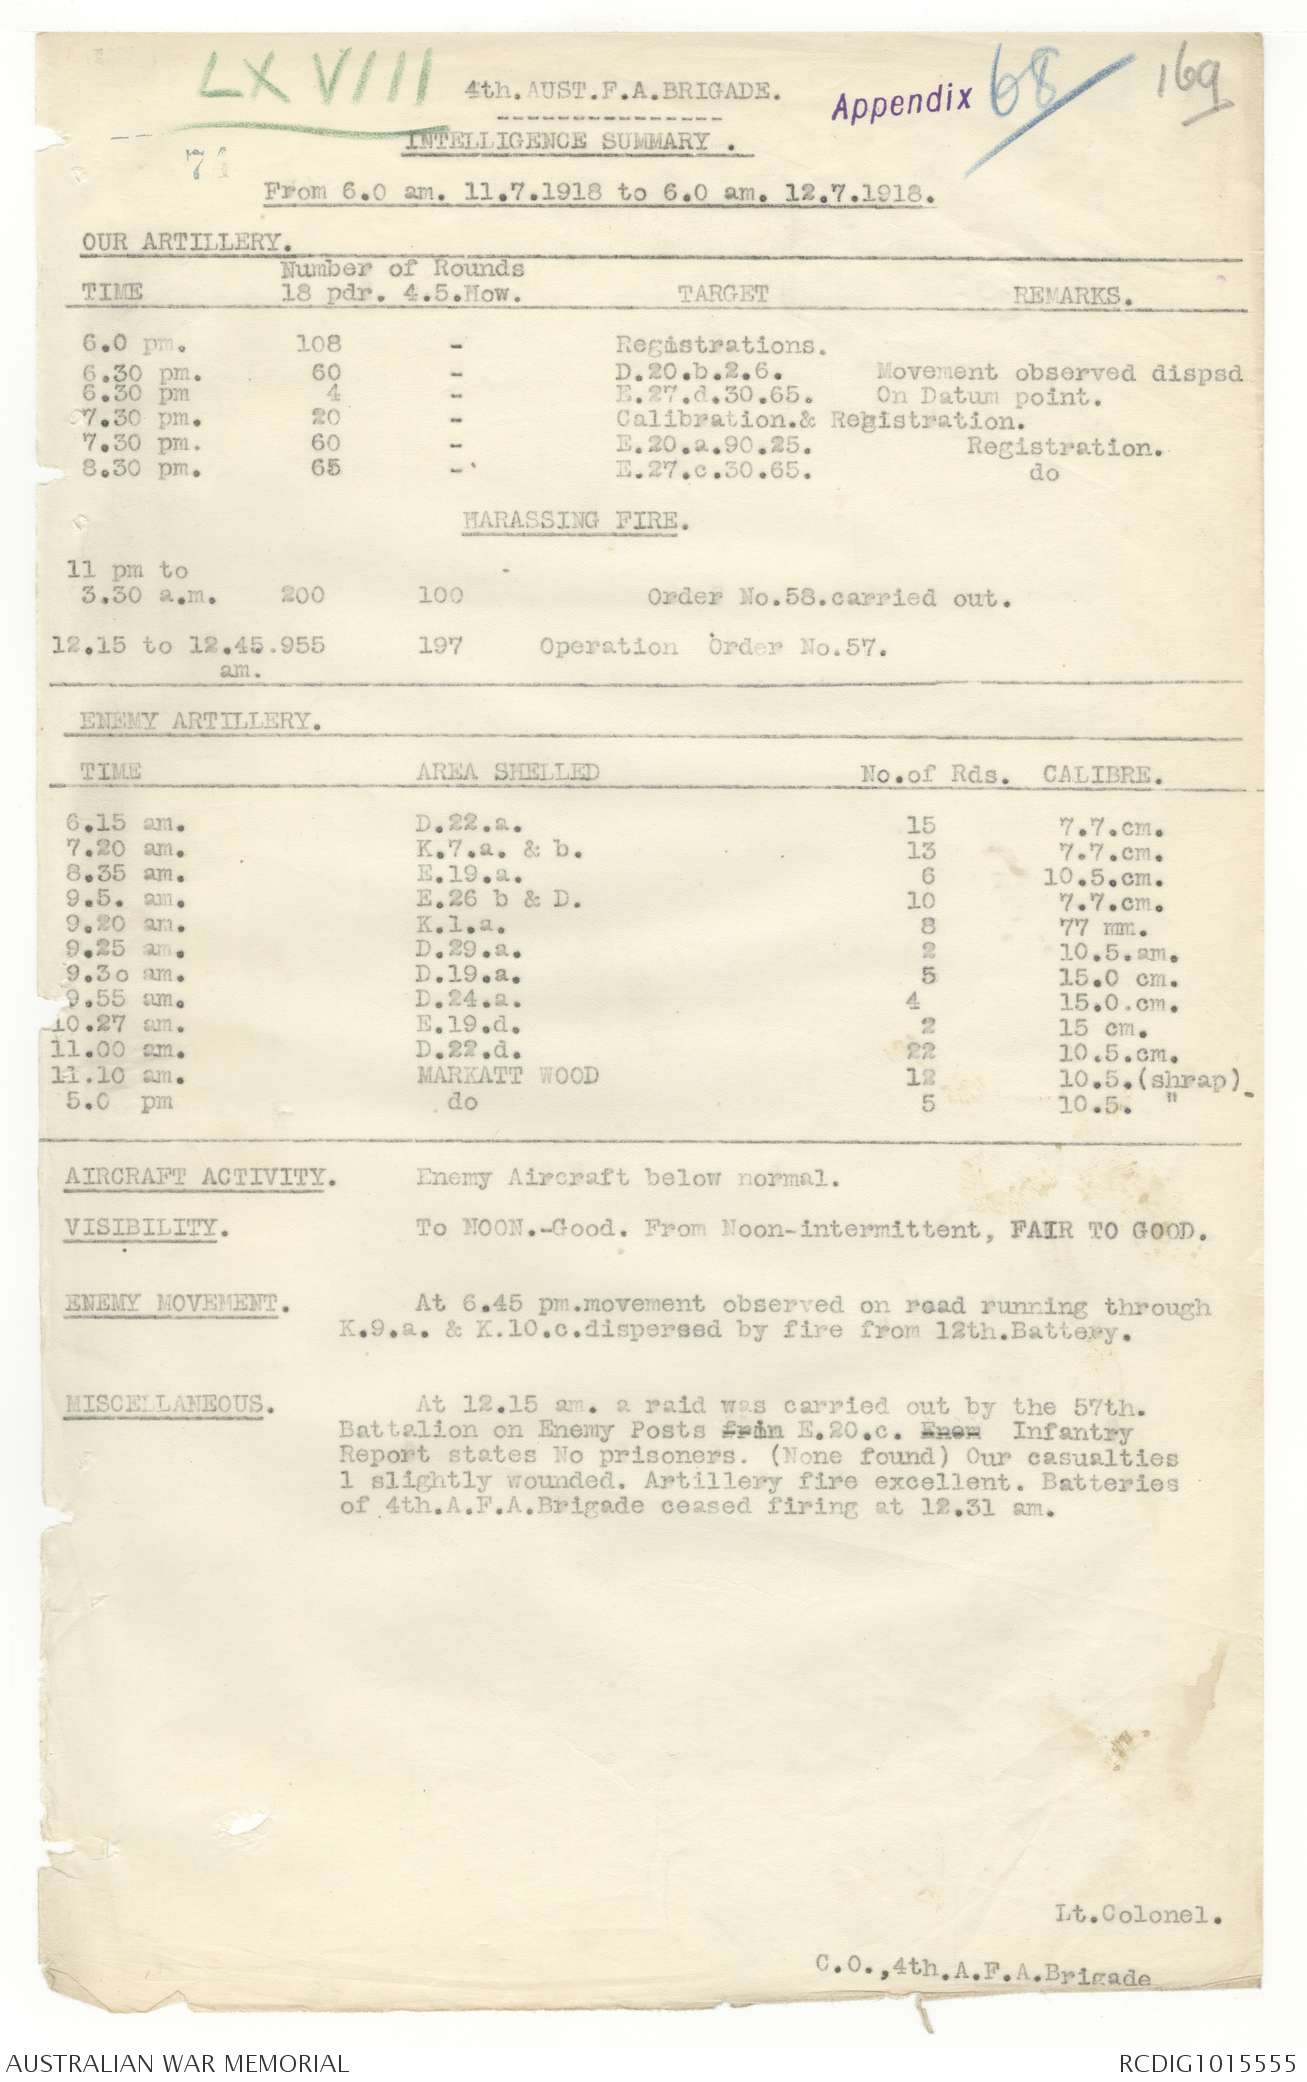 LXVIII
4th.AUST.F.A.BRIGADE.
Appendix 68
169
INTELLIGENCE SUMMARY .
From 6.0 am. 11.7.1918 to 6.0 am. 12.7.1918.
OUR ARTILLERY.
Number of Rounds
TIME 18 pdr. 4.5.How. TARGET REMARKS.
6.0 pm. 108 - Registrations.
6.30 pm. 60 - D.20.b.2.6. Movement observed dispsd
6.30 pm 4 - E.27.d.30.65. On Datum point.
7.30 pm. 20 - Calibration.& Registration.
7.30 pm. 60 - E.20.a.90.25. Registration.
8.30 pm. 65 - E.27.c.30.65. do
HARASSING FIRE.
11 pm to
3.30 a.m. 200 100 Order No.58.carried out.
12.15 to 12.45.955 197 Operation Order No.57.
am.
ENEMY ARTILLERY.
TIME AREA SHELLED No.of Rds. CALIBRE.
6.15 am. D.22.a. 15 7.7.cm.
7.20 am. K.7.a. & b. 13 7.7.cm.
8.35 am. E.19.a. 6 10.5.cm.
9.5. am. E.26 b & D. 10 7.7.cm.
9.20 am. K.1.a. 8 77 mm.
9.25 am. D.29.a. 2 10.5.am.
9.3o am. D.19.a. 5 15.0 cm.
9.55 am. D.24.a. 4 15.0.cm.
10.27 am. E.19.d. 2 15 cm.
11.00 am. D.22.d. 22 10.5.cm.
11.10 am. MARKATT WOOD 12 10.5.(shrap)
5.0 pm do 5 10.5. "
AIRCRAFT ACTIVITY. Enemy Aircraft below normal.
VISIBILITY. To NOON.-Good. From Noon-intermittent, FAIR TO GOOD.
ENEMY MOVEMENT. At 6.45 pm.movement observed on road running through
K.9.a. & K.10.c.dispersed by fire from 12th.Battery.
MISCELLANEOUS. At 12.15 am. a raid was carried out by the 57th.
Battalion on Enemy Posts in E.20.c. Enem Infantry
Report states No prisoners. (None found) Our casualties
1 slightly wounded. Artillery fire excellent. Batteries
of 4th.A.F.A.Brigade ceased firing at 12.31 am.
Lt.Colonel.
C.O.,4th.A.F.A.Brigade
AUSTRALIAN WAR MEMORIAL RCDIG1015555